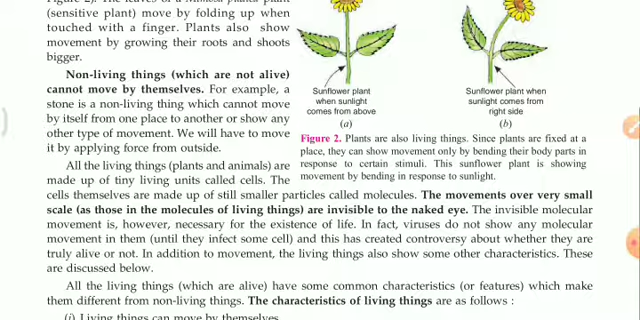 Figure 2). The leaves of a Mimosa pudica plant
(sensitive plant) move by folding up when
touched with a finger. Plants also show
movement by growing their roots and shoots
bigger.
Non-living things (which are not alive)
cannot move by themselves. For example, a
stone is a non-living thing which cannot move
by itself from one place to another or show any
other type of movement. We will have to move
it by applying force from outside.
All the living things (plants and animals) are
made up of tiny living units called cells. The
Sunflower plant
when sunlight
comes from above
(a)
Sunflower plant when
sunlight comes from
right side
(b)
Figure 2. Plants are also living things. Since plants are fixed at a
place, they can show movement only by bending their body parts in
response to certain stimuli. This sunflower plant is showing
movement by bending in response to sunlight.
cells themselves are made up of still smaller particles called molecules. The movements over very small
scale (as those in the molecules of living things) are invisible to the naked eye. The invisible molecular
movement is, however, necessary for the existence of life. In fact, viruses do not show any molecular
movement in them (until they infect some cell) and this has created controversy about whether they are
truly alive or not. In addition to movement, the living things also show some other characteristics. These
are discussed below.
All the living things (which are alive) have some common characteristics (or features) which make
them different from non-living things. The characteristics of living things are as follows :
(i) Living things can move by themselves